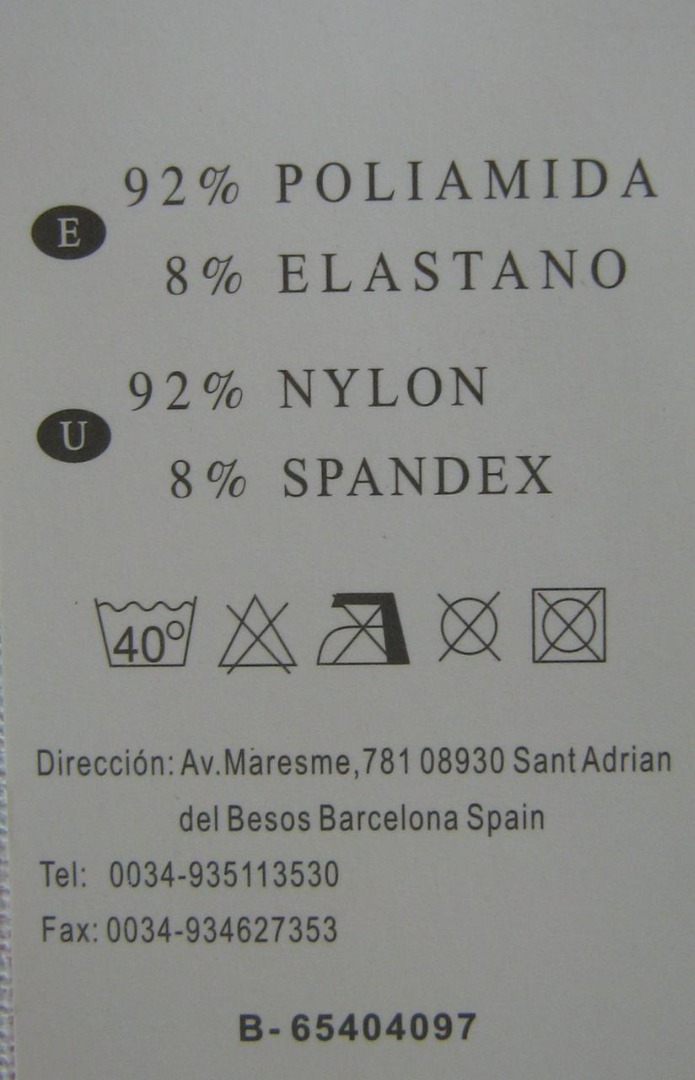 92% POLIAMIDA
E
8% ELASTANO
92% NYLON
U
8% SPANDEX
40°
Dirección: Av.Maresme,781 08930 Sant Adrian
del Besos Barcelona Spain
Tel: 0034-935113530
Fax: 0034-934627353
B-65404097